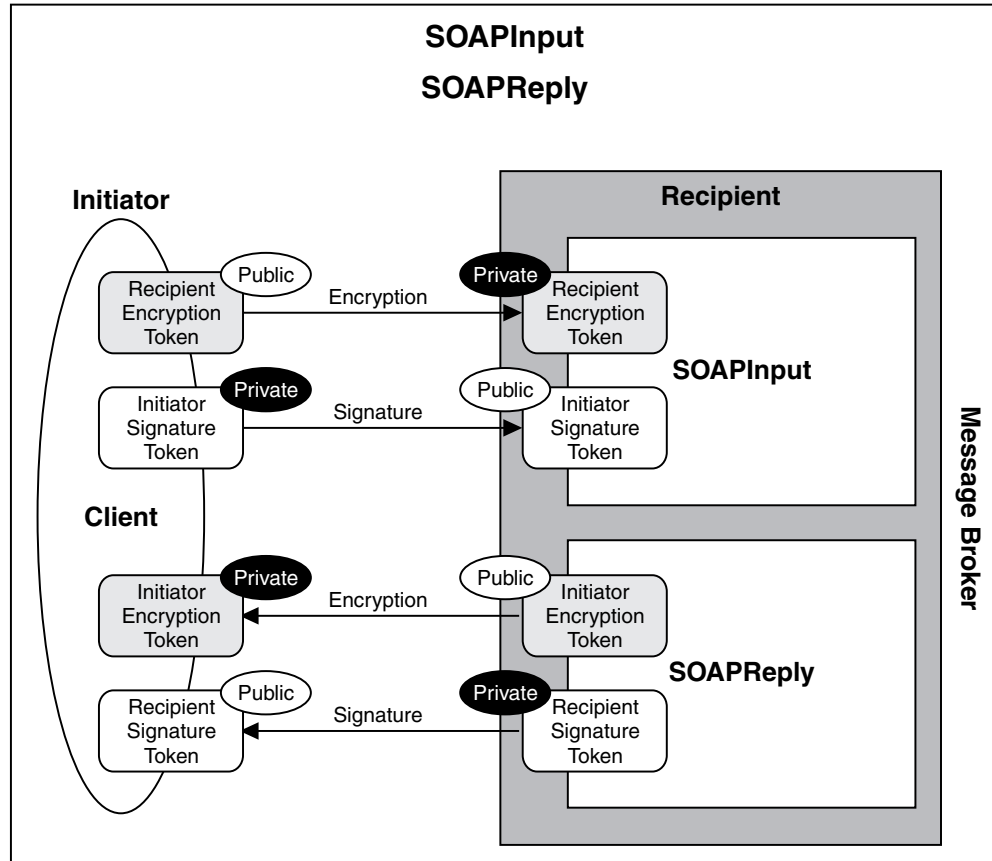 SOAPInput
SOAPReply
Initiator
Recipient
Public
Recipient
Encryption
Token
Encryption
Private
Recipient
Encryption
Token
SOAPInput
Private
Initiator
Signature
Token
Signature
Public
Initiator
Signature
Token
Client
Message Broker
Private
Initiator
Encryption
Token
Encryption
Public
Initiator
Encryption
Token
SOAPReply
Public
Recipient
Signature
Token
Signature
Private
Recipient
Signature
Token